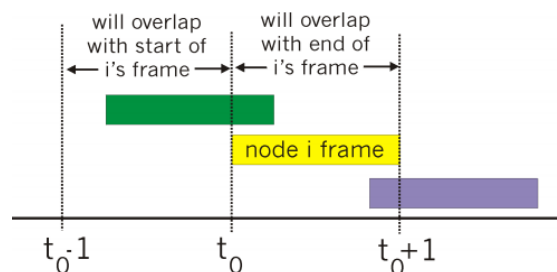 will overlap
with start of
i's frame
will overlap
with end of
i's frame
node i frame
t0-1
t0
t0+1